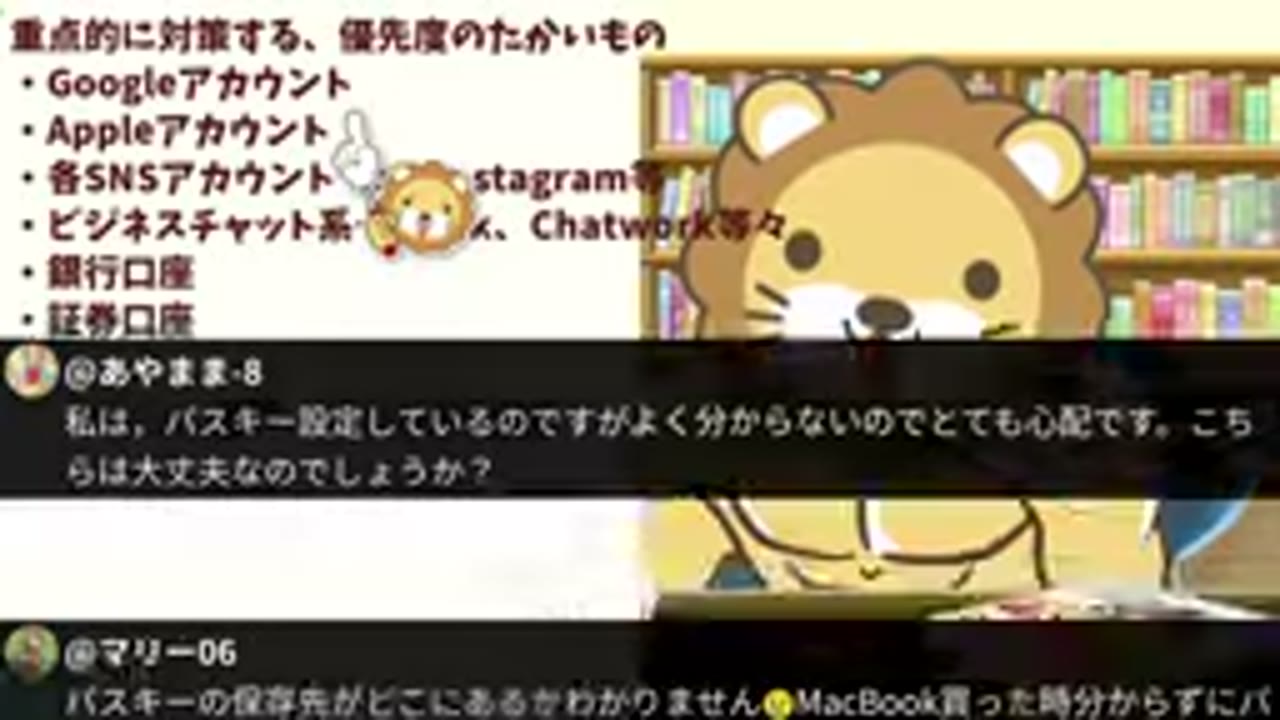 重点的に対策する、優先度のたかいもの
・Googleアカウント
・Appleアカウント
・各SNSアカウント stagram等
・ビジネスチャット系 k、Chatwork等々
・銀行口座
・証券口座
@あやまま-8
私は，パスキー設定しているのですがよく分からないのでとても心配です。こち
らは大丈夫なのでしょうか？
@マリー06
パスキーの保存先がどこにあるかわかりません MacBook買った時分からずにパ